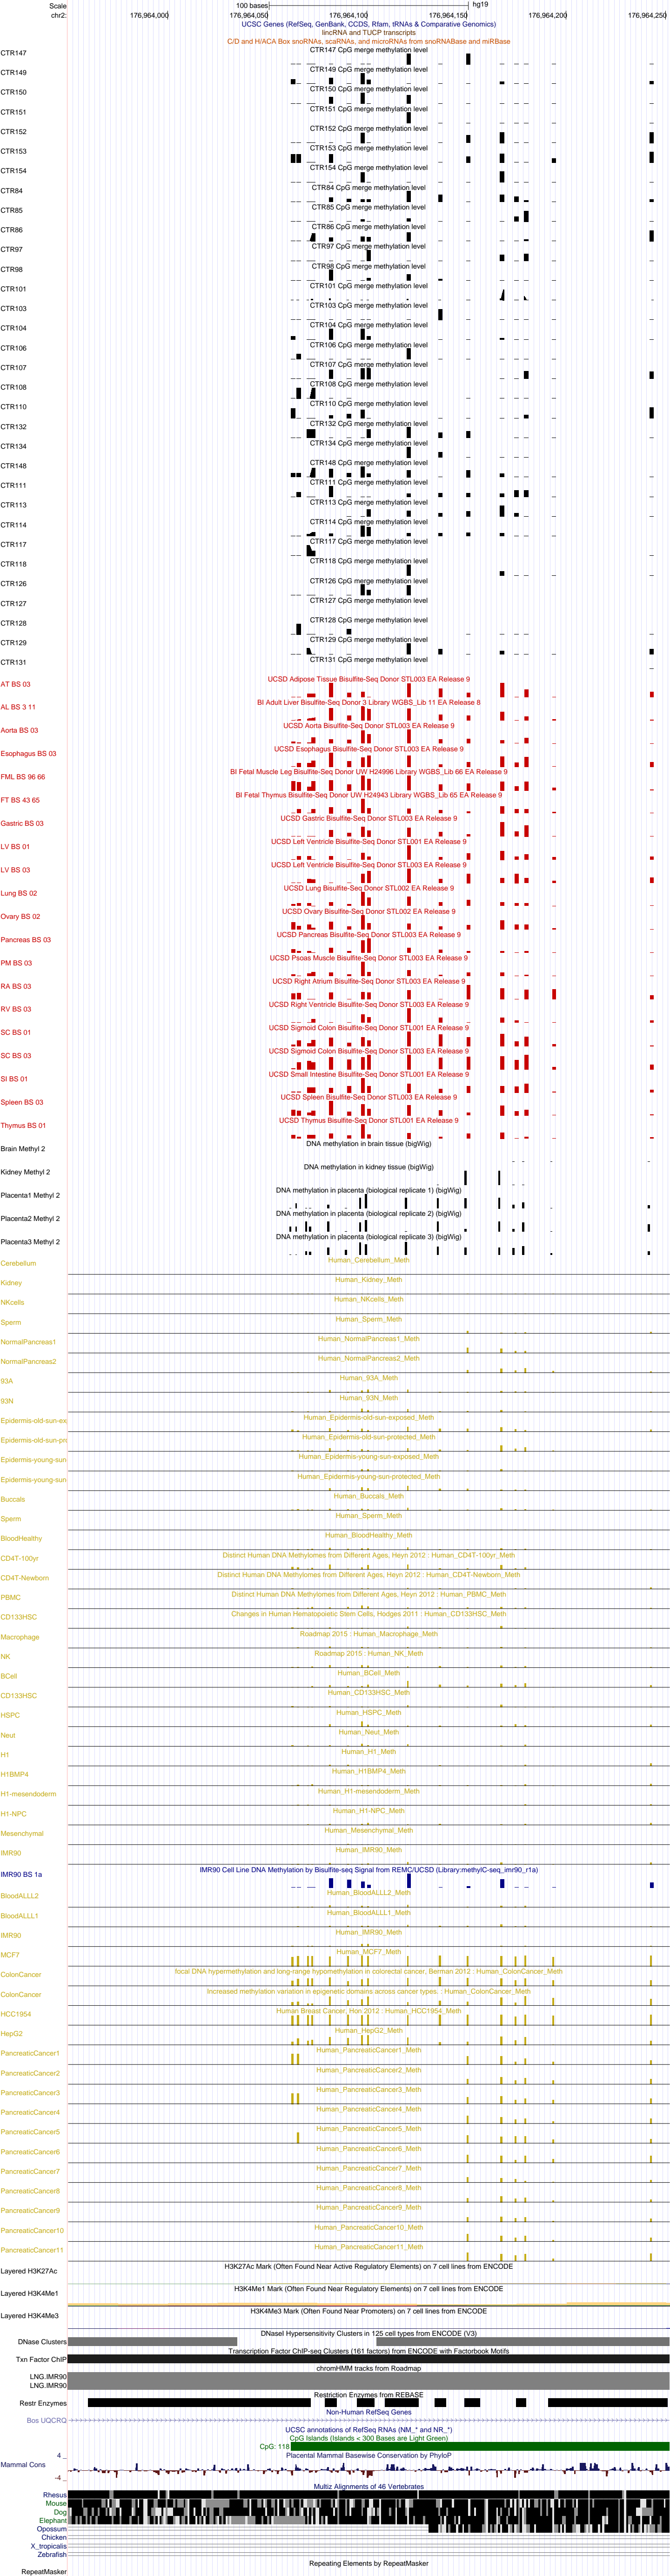 Scale 100 bases hg19
chr2: 176,964,000 176,964,050 176,964,100 176,964,150 176,964,200 176,964,250
UCSC Genes (RefSeq, GenBank, CCDS, Rfam, tRNAs & Comparative Genomics)
lincRNA and TUCP transcripts
C/D and H/ACA Box snoRNAs, scaRNAs, and microRNAs from snoRNABase and miRBase
CTR147 CpG merge methylation level
CTR147
CTR149 CpG merge methylation level
CTR149
CTR150 CpG merge methylation level
CTR150
CTR151 CpG merge methylation level
CTR151
CTR152 CpG merge methylation level
CTR152
CTR153 CpG merge methylation level
CTR153
CTR154 CpG merge methylation level
CTR154
CTR84 CpG merge methylation level
CTR84
CTR85 CpG merge methylation level
CTR85
CTR86 CpG merge methylation level
CTR86
CTR97 CpG merge methylation level
CTR97
CTR98 CpG merge methylation level
CTR98
CTR101 CpG merge methylation level
CTR101
CTR103 CpG merge methylation level
CTR103
CTR104 CpG merge methylation level
CTR104
CTR106 CpG merge methylation level
CTR106
CTR107 CpG merge methylation level
CTR107
CTR108 CpG merge methylation level
CTR108
CTR110 CpG merge methylation level
CTR110
CTR132 CpG merge methylation level
CTR132
CTR134 CpG merge methylation level
CTR134
CTR148 CpG merge methylation level
CTR148
CTR111 CpG merge methylation level
CTR111
CTR113 CpG merge methylation level
CTR113
CTR114 CpG merge methylation level
CTR114
CTR117 CpG merge methylation level
CTR117
CTR118 CpG merge methylation level
CTR118
CTR126 CpG merge methylation level
CTR126
CTR127 CpG merge methylation level
CTR127
CTR128 CpG merge methylation level
CTR128
CTR129 CpG merge methylation level
CTR129
CTR131 CpG merge methylation level
CTR131
UCSD Adipose Tissue Bisulfite-Seq Donor STL003 EA Release 9
AT BS 03
BI Adult Liver Bisulfite-Seq Donor 3 Library WGBS_Lib 11 EA Release 8
AL BS 3 11
UCSD Aorta Bisulfite-Seq Donor STL003 EA Release 9
Aorta BS 03
UCSD Esophagus Bisulfite-Seq Donor STL003 EA Release 9
Esophagus BS 03
BI Fetal Muscle Leg Bisulfite-Seq Donor UW H24996 Library WGBS_Lib 66 EA Release 9
FML BS 96 66
BI Fetal Thymus Bisulfite-Seq Donor UW H24943 Library WGBS_Lib 65 EA Release 9
FT BS 43 65
UCSD Gastric Bisulfite-Seq Donor STL003 EA Release 9
Gastric BS 03
UCSD Left Ventricle Bisulfite-Seq Donor STL001 EA Release 9
LV BS 01
UCSD Left Ventricle Bisulfite-Seq Donor STL003 EA Release 9
LV BS 03
UCSD Lung Bisulfite-Seq Donor STL002 EA Release 9
Lung BS 02
UCSD Ovary Bisulfite-Seq Donor STL002 EA Release 9
Ovary BS 02
UCSD Pancreas Bisulfite-Seq Donor STL003 EA Release 9
Pancreas BS 03
UCSD Psoas Muscle Bisulfite-Seq Donor STL003 EA Release 9
PM BS 03
UCSD Right Atrium Bisulfite-Seq Donor STL003 EA Release 9
RA BS 03
UCSD Right Ventricle Bisulfite-Seq Donor STL003 EA Release 9
RV BS 03
UCSD Sigmoid Colon Bisulfite-Seq Donor STL001 EA Release 9
SC BS 01
UCSD Sigmoid Colon Bisulfite-Seq Donor STL003 EA Release 9
SC BS 03
UCSD Small Intestine Bisulfite-Seq Donor STL001 EA Release 9
SI BS 01
UCSD Spleen Bisulfite-Seq Donor STL003 EA Release 9
Spleen BS 03
UCSD Thymus Bisulfite-Seq Donor STL001 EA Release 9
Thymus BS 01
DNA methylation in brain tissue (bigWig)
Brain Methyl 2
DNA methylation in kidney tissue (bigWig)
Kidney Methyl 2
DNA methylation in placenta (biological replicate 1) (bigWig)
Placenta1 Methyl 2
DNA methylation in placenta (biological replicate 2) (bigWig)
Placenta2 Methyl 2
DNA methylation in placenta (biological replicate 3) (bigWig)
Placenta3 Methyl 2
Human_Cerebellum_Meth
Cerebellum
Human_Kidney_Meth
Kidney
Human_NKcells_Meth
NKcells
Human_Sperm_Meth
Sperm
Human_NormalPancreas1_Meth
NormalPancreas1
Human_NormalPancreas2_Meth
NormalPancreas2
Human_93A_Meth
93A
Human_93N_Meth
93N
Human_Epidermis-old-sun-exposed_Meth
Epidermis-old-sun-ex
Human_Epidermis-old-sun-protected_Meth
Epidermis-old-sun-pr
Human_Epidermis-young-sun-exposed_Meth
Epidermis-young-sun
Human_Epidermis-young-sun-protected_Meth
Epidermis-young-sun
Human_Buccals_Meth
Buccals
Human_Sperm_Meth
Sperm
Human_BloodHealthy_Meth
BloodHealthy
Distinct Human DNA Methylomes from Different Ages, Heyn 2012 : Human_CD4T-100yr_Meth
CD4T-100yr
Distinct Human DNA Methylomes from Different Ages, Heyn 2012 : Human_CD4T-Newborn_Meth
CD4T-Newborn
Distinct Human DNA Methylomes from Different Ages, Heyn 2012 : Human_PBMC_Meth
PBMC
Changes in Human Hematopoietic Stem Cells, Hodges 2011 : Human_CD133HSC_Meth
CD133HSC
Roadmap 2015 : Human_Macrophage_Meth
Macrophage
Roadmap 2015 : Human_NK_Meth
NK
Human_BCell_Meth
BCell
Human_CD133HSC_Meth
CD133HSC
Human_HSPC_Meth
HSPC
Human_Neut_Meth
Neut
Human_H1_Meth
H1
Human_H1BMP4_Meth
H1BMP4
Human_H1-mesendoderm_Meth
H1-mesendoderm
Human_H1-NPC_Meth
H1-NPC
Human_Mesenchymal_Meth
Mesenchymal
Human_IMR90_Meth
IMR90
IMR90 Cell Line DNA Methylation by Bisulfite-seq Signal from REMC/UCSD (Library:methylC-seq_imr90_r1a)
IMR90 BS 1a
Human_BloodALLL2_Meth
BloodALLL2
Human_BloodALLL1_Meth
BloodALLL1
Human_IMR90_Meth
IMR90
Human_MCF7_Meth
MCF7
focal DNA hypermethylation and long-range hypomethylation in colorectal cancer, Berman 2012 : Human_ColonCancer_Meth
ColonCancer
Increased methylation variation in epigenetic domains across cancer types. : Human_ColonCancer_Meth
ColonCancer
Human Breast Cancer, Hon 2012 : Human_HCC1954_Meth
HCC1954
Human_HepG2_Meth
HepG2
Human_PancreaticCancer1_Meth
PancreaticCancer1
Human_PancreaticCancer2_Meth
PancreaticCancer2
Human_PancreaticCancer3_Meth
PancreaticCancer3
Human_PancreaticCancer4_Meth
PancreaticCancer4
Human_PancreaticCancer5_Meth
PancreaticCancer5
Human_PancreaticCancer6_Meth
PancreaticCancer6
Human_PancreaticCancer7_Meth
PancreaticCancer7
Human_PancreaticCancer8_Meth
PancreaticCancer8
Human_PancreaticCancer9_Meth
PancreaticCancer9
Human_PancreaticCancer10_Meth
PancreaticCancer10
Human_PancreaticCancer11_Meth
PancreaticCancer11
H3K27Ac Mark (Often Found Near Active Regulatory Elements) on 7 cell lines from ENCODE
Layered H3K27Ac
H3K4Me1 Mark (Often Found Near Regulatory Elements) on 7 cell lines from ENCODE
Layered H3K4Me1
H3K4Me3 Mark (Often Found Near Promoters) on 7 cell lines from ENCODE
Layered H3K4Me3
DNaseI Hypersensitivity Clusters in 125 cell types from ENCODE (V3)
DNase Clusters
Transcription Factor ChIP-seq Clusters (161 factors) from ENCODE with Factorbook Motifs
Txn Factor ChIP
chromHMM tracks from Roadmap
LNG.IMR90
LNG.IMR90
Restriction Enzymes from REBASE
Restr Enzymes
Non-Human RefSeq Genes
Bos UQCRQ
UCSC annotations of RefSeq RNAs (NM_* and NR_*)
CpG Islands (Islands < 300 Bases are Light Green)
CpG: 118
Placental Mammal Basewise Conservation by PhyloP
4 _
Mammal Cons
-4 _
Multiz Alignments of 46 Vertebrates
Rhesus
Mouse
Dog
Elephant
Opossum
Chicken
X_tropicalis
Zebrafish
Repeating Elements by RepeatMasker
RepeatMasker